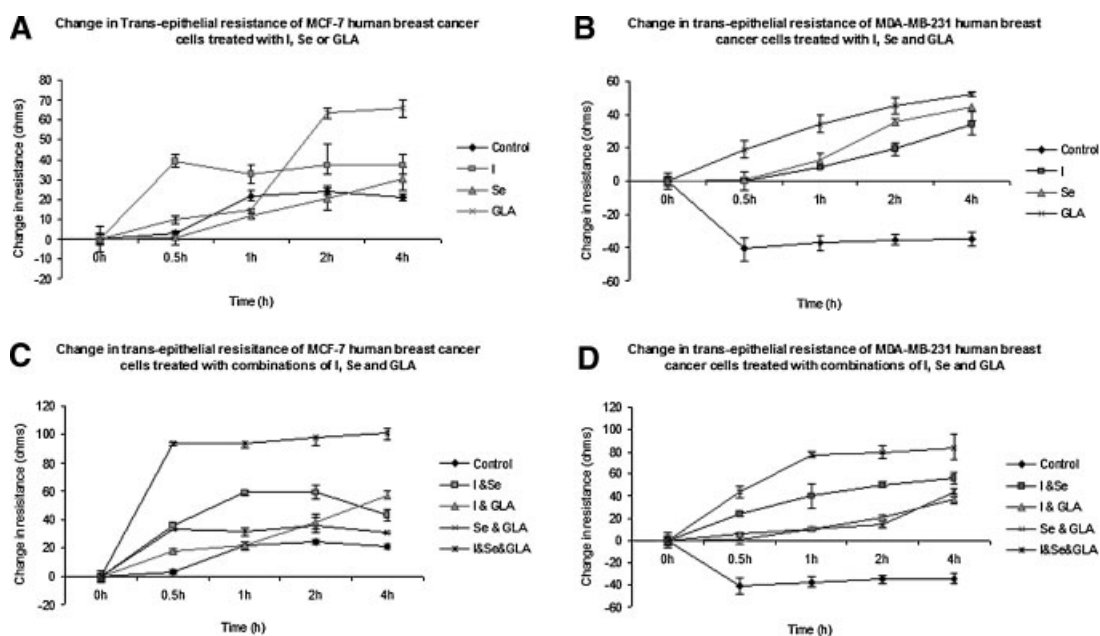 A
Change in Trans-epithelial resistance of MCF-7 human breast cancer
cells treated with I, Se or GLA
Change in resistance (ohms)
80
70
60
50
40
30
20
10
0
-10
-20
0h
0.5h
1h
2h
4h
Time (h)
Control
I
Se
GLA
B
Change in trans-epithelial resistance of MDA-MB-231 human breast
cancer cells treated with I, Se and GLA
Change in resistance (ohms)
60
40
20
0
-20
-40
-60
0h
0.5h
1h
2h
4h
Time (h)
Control
I
Se
GLA
C
Change in trans-epithelial resisitance of MCF-7 human breast cancer
cells treated with combinations of I, Se and GLA
Change in resistance (ohms)
120
100
80
60
40
20
0
-20
0h
0.5h
1h
2h
4h
Time (h)
Control
I &Se
I & GLA
Se & GLA
I&Se&GLA
D
Change in trans-epithelial resistance of MDA-MB-231 human breast
cancer cells treated with combinations of I, Se and GLA
Change in resistance (ohms)
120
100
80
60
40
20
0
-20
-40
-60
0h
0.5h
1h
2h
4h
Time (h)
Control
I &Se
I & GLA
Se & GLA
I&Se&GLA